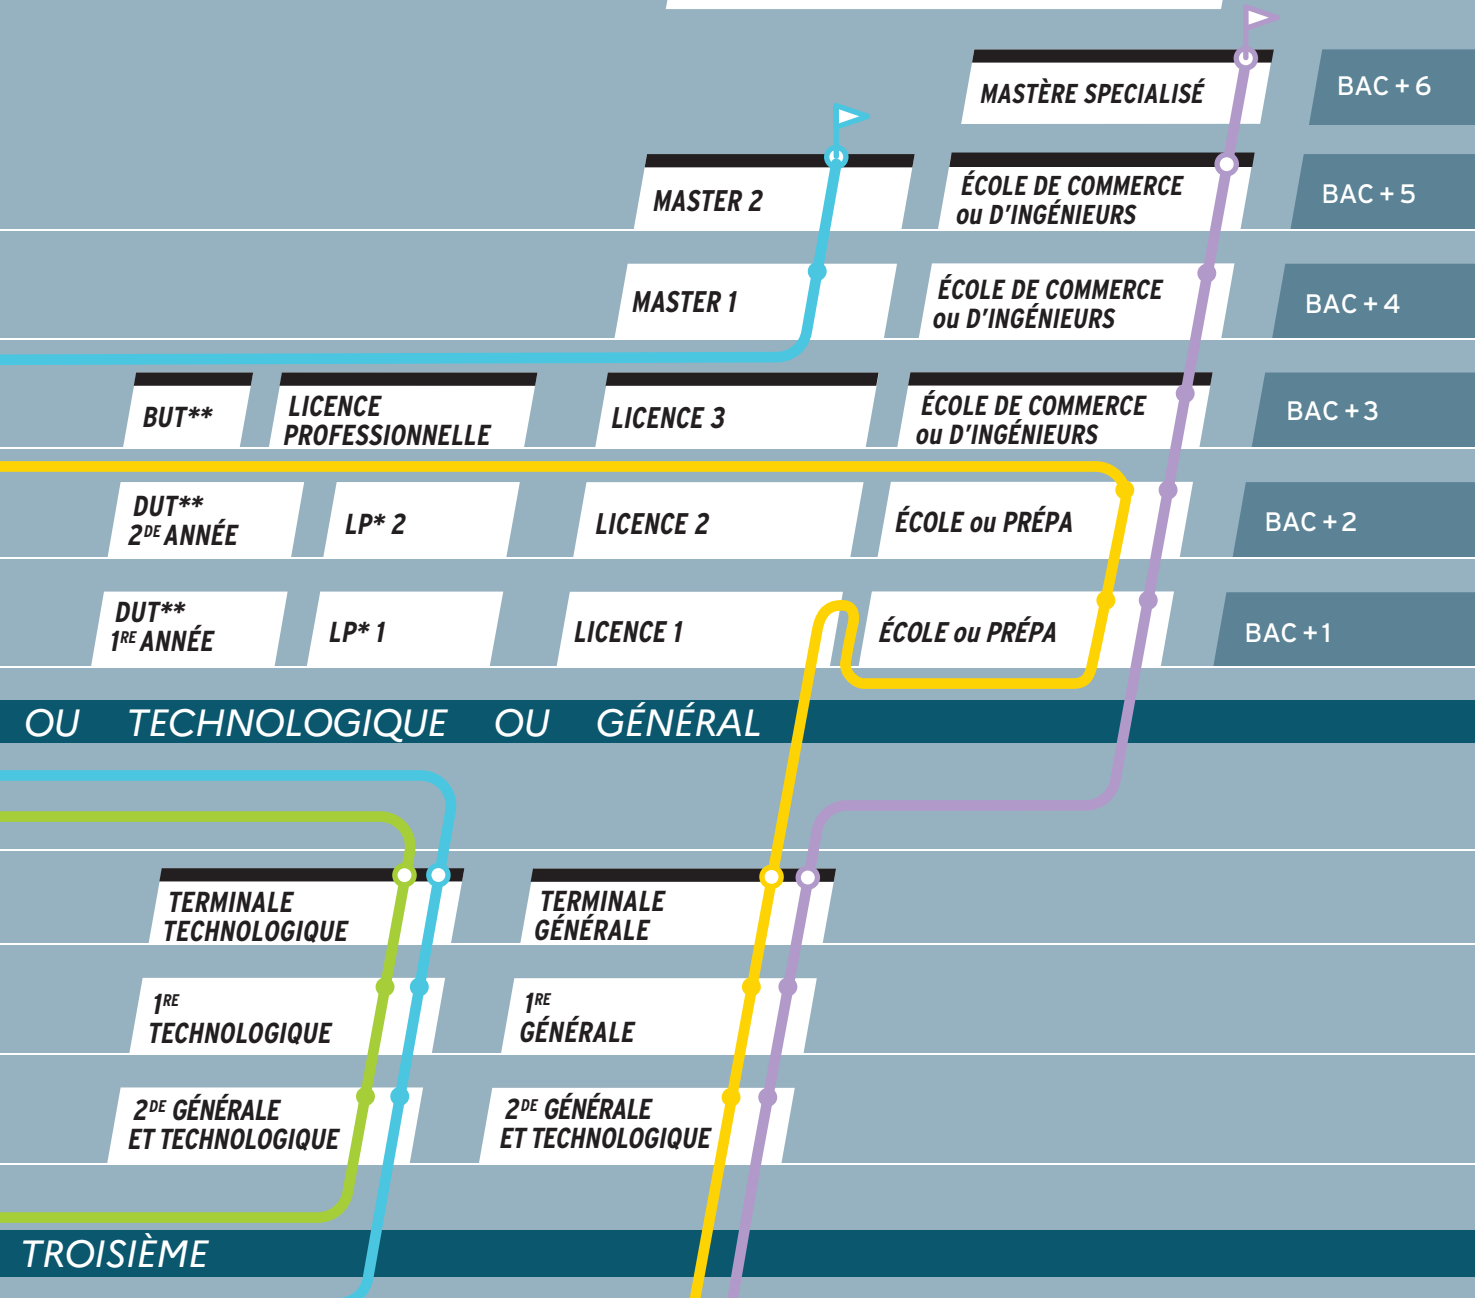 MASTÈRE SPECIALISÉ
BAC + 6
MASTER 2
ÉCOLE DE COMMERCE
ou D'INGÉNIEURS
BAC + 5
MASTER 1
ÉCOLE DE COMMERCE
ou D'INGÉNIEURS
BAC + 4
BUT**
LICENCE
PROFESSIONNELLE
LICENCE 3
ÉCOLE DE COMMERCE
ou D'INGÉNIEURS
BAC + 3
DUT**
2DE ANNÉE
LP* 2
LICENCE 2
ÉCOLE ou PRÉPA
BAC + 2
DUT**
1RE ANNÉE
LP* 1
LICENCE 1
ÉCOLE ou PRÉPA
BAC + 1
OU TECHNOLOGIQUE OU GÉNÉRAL
TERMINALE
TECHNOLOGIQUE
TERMINALE
GÉNÉRALE
1RE
TECHNOLOGIQUE
1RE
GÉNÉRALE
2DE GÉNÉRALE
ET TECHNOLOGIQUE
2DE GÉNÉRALE
ET TECHNOLOGIQUE
TROISIÈME